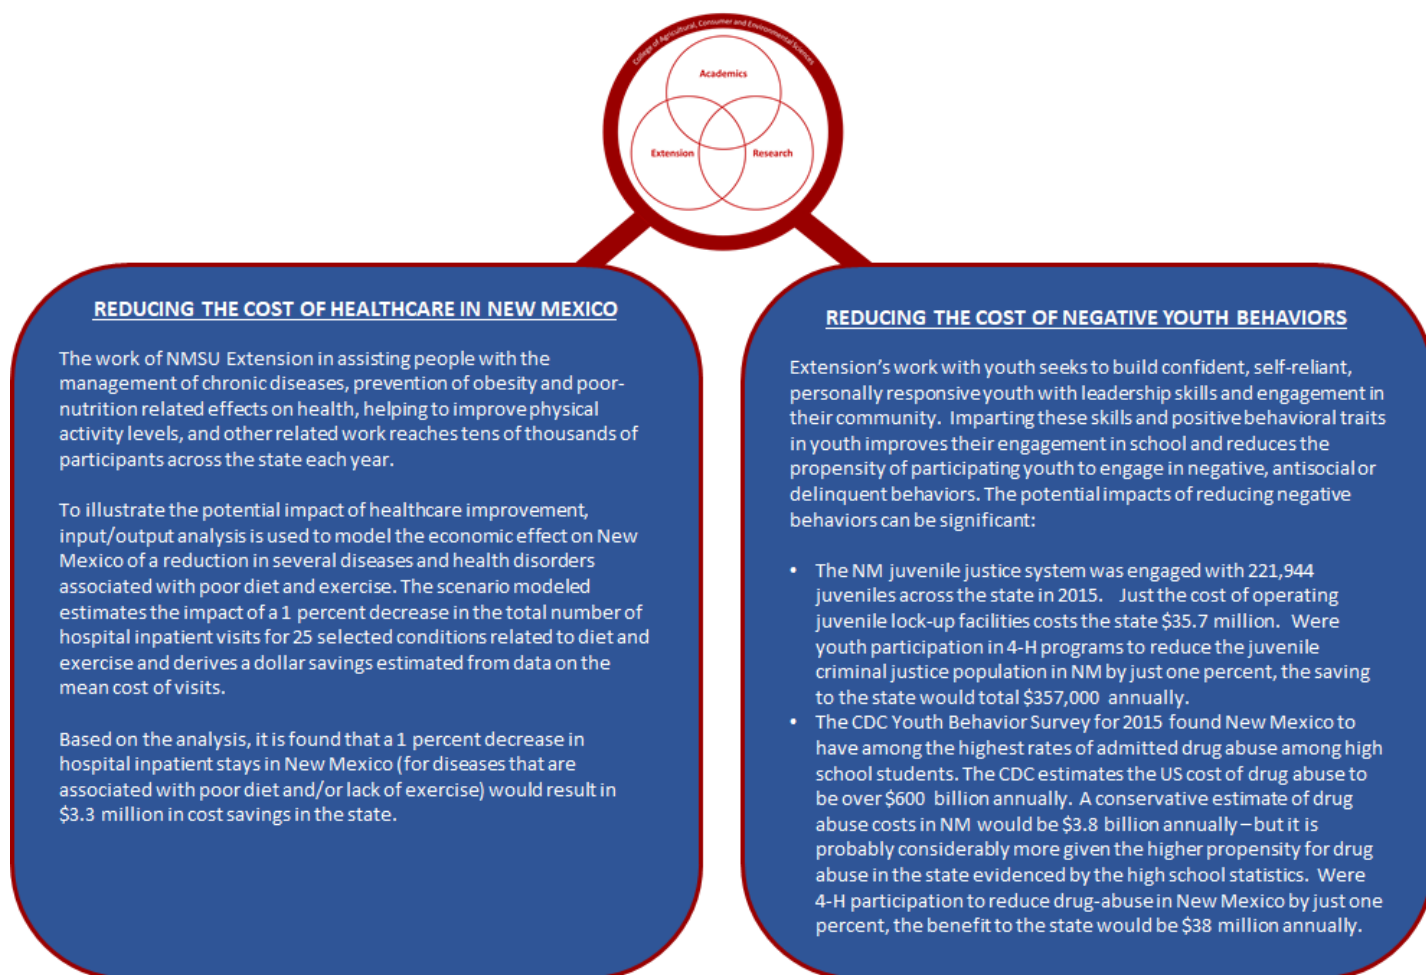 College of Agricultural, Consumer and Environmental Sciences
Academics
Extension
Research
REDUCING THE COST OF HEALTHCARE IN NEW MEXICO
The work of NMSU Extension in assisting people with the
management of chronic diseases, prevention of obesity and poor-
nutrition related effects on health, helping to improve physical
activity levels, and other related work reaches tens of thousands of
participants across the state each year.
To illustrate the potential impact of healthcare improvement,
input/output analysis is used to model the economic effect on New
Mexico of a reduction in several diseases and health disorders
associated with poor diet and exercise. The scenario modeled
estimates the impact of a 1 percent decrease in the total number of
hospital inpatient visits for 25 selected conditions related to diet and
exercise and derives a dollar savings estimated from data on the
mean cost of visits.
Based on the analysis, it is found that a 1 percent decrease in
hospital inpatient stays in New Mexico (for diseases that are
associated with poor diet and/or lack of exercise) would result in
$3.3 million in cost savings in the state.
REDUCING THE COST OF NEGATIVE YOUTH BEHAVIORS
Extension's work with youth seeks to build confident, self-reliant,
personally responsive youth with leadership skills and engagement in
their community. Imparting these skills and positive behavioral traits
in youth improves their engagement in school and reduces the
propensity of participating youth to engage in negative, antisocial or
delinquent behaviors. The potential impacts of reducing negative
behaviors can be significant:
• The NM juvenile justice system was engaged with 221,944
juveniles across the state in 2015. Just the cost of operating
juvenile lock-up facilities costs the state $35.7 million. Were
youth participation in 4-H programs to reduce the juvenile
criminal justice population in NM by just one percent, the saving
to the state would total $357,000 annually.
• The CDC Youth Behavior Survey for 2015 found New Mexico to
have among the highest rates of admitted drug abuse among high
school students. The CDC estimates the US cost of drug abuse to
be over $600 billion annually. A conservative estimate of drug
abuse costs in NM would be $3.8 billion annually – but it is
probably considerably more given the higher propensity for drug
abuse in the state evidenced by the high school statistics. Were
4-H participation to reduce drug-abuse in New Mexico by just one
percent, the benefit to the state would be $38 million annually.